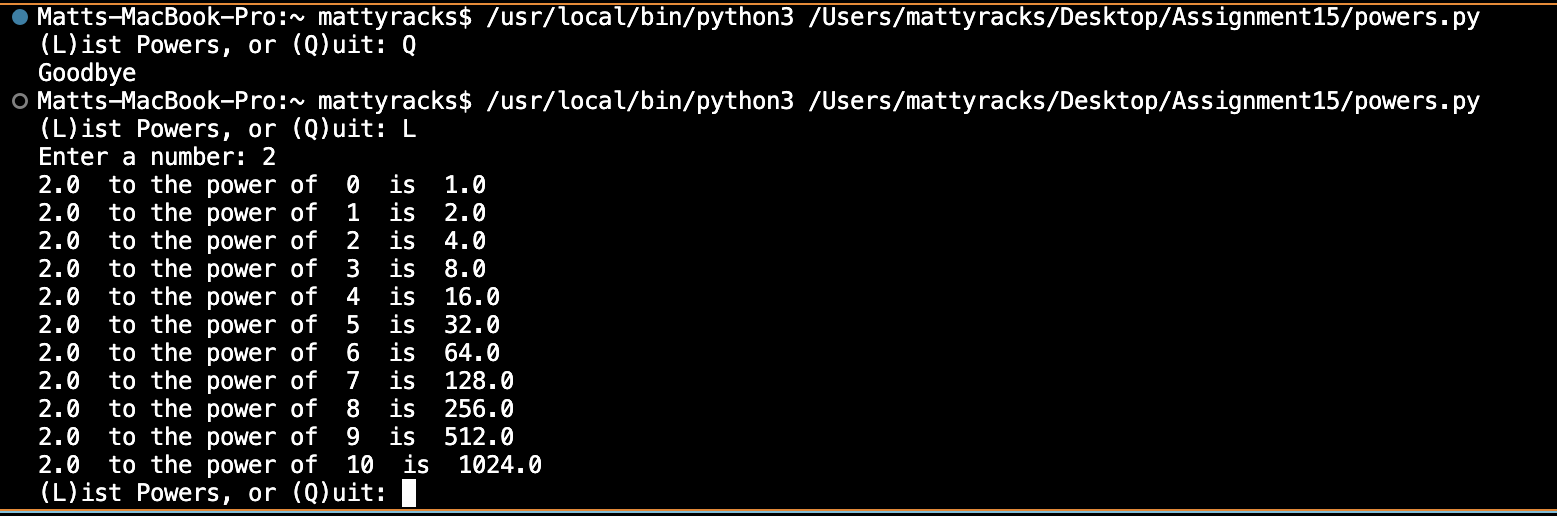 Matts-MacBook-Pro:~ mattyracks$ /usr/local/bin/python3 /Users/mattyracks/Desktop/Assignment15/powers.py
(L)ist Powers, or (Q)uit: Q
Goodbye
Matts-MacBook-Pro:~ mattyracks$ /usr/local/bin/python3 /Users/mattyracks/Desktop/Assignment15/powers.py
(L)ist Powers, or (Q)uit: L
Enter a number: 2
2.0  to the power of  0  is  1.0
2.0  to the power of  1  is  2.0
2.0  to the power of  2  is  4.0
2.0  to the power of  3  is  8.0
2.0  to the power of  4  is  16.0
2.0  to the power of  5  is  32.0
2.0  to the power of  6  is  64.0
2.0  to the power of  7  is  128.0
2.0  to the power of  8  is  256.0
2.0  to the power of  9  is  512.0
2.0  to the power of  10  is  1024.0
(L)ist Powers, or (Q)uit: